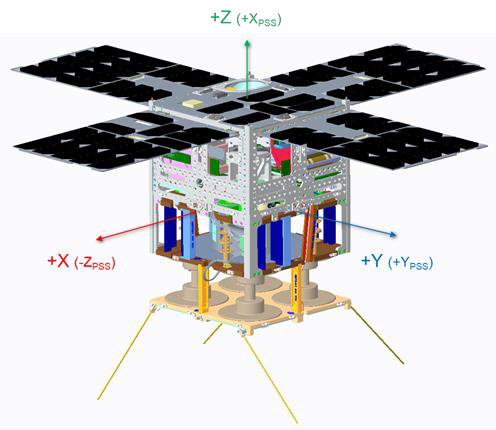 +Z (+XPSS)
+X (-ZPSS)
+Y (+YPSS)